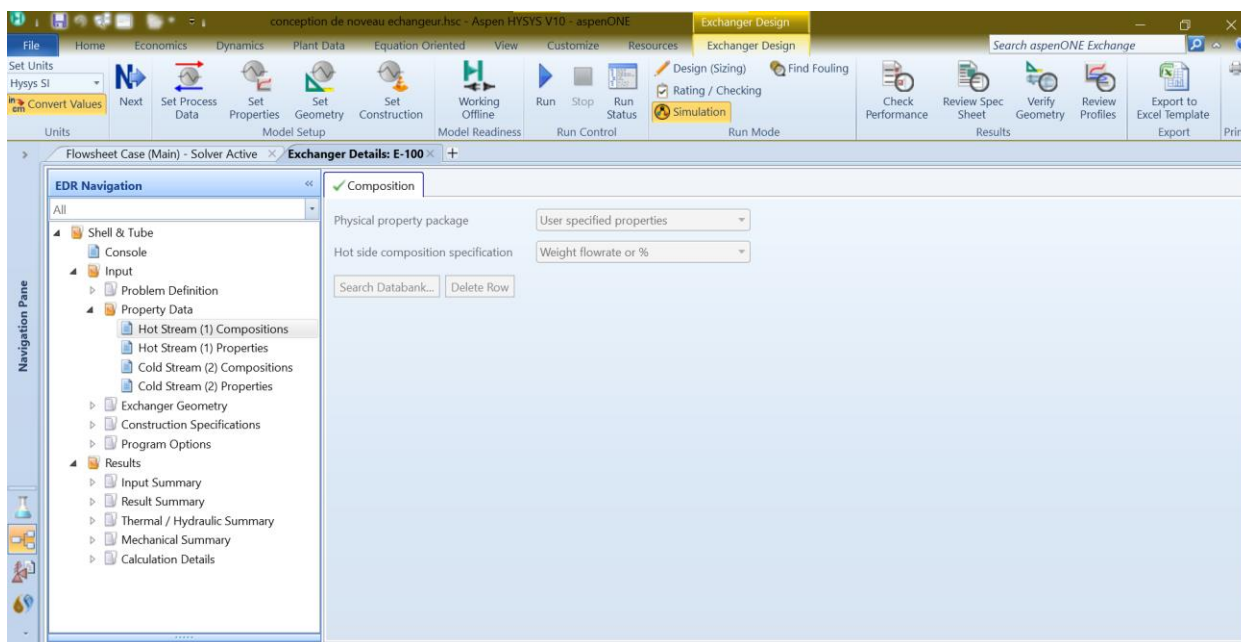 conception de noveau echangeur.hsc - Aspen HYSYS V10 - aspenONE
Exchanger Design
File Home Economics Dynamics Plant Data Equation Oriented View Customize Resources Exchanger Design
Search aspenONE Exchange
Set Units
Hysys SI
Convert Values
Units
Next
Set Process Data
Set Properties
Set Geometry
Set Construction
Model Setup
Working Offline
Model Readiness
Run
Stop
Run Status
Run Control
Design (Sizing)
Find Fouling
Rating / Checking
Simulation
Run Mode
Check Performance
Review Spec Sheet
Verify Geometry
Review Profiles
Results
Export to Excel Template
Export
Prin
Flowsheet Case (Main) - Solver Active
Exchanger Details: E-100
Navigation Pane
EDR Navigation
All
Shell & Tube
Console
Input
Problem Definition
Property Data
Hot Stream (1) Compositions
Hot Stream (1) Properties
Cold Stream (2) Compositions
Cold Stream (2) Properties
Exchanger Geometry
Construction Specifications
Program Options
Results
Input Summary
Result Summary
Thermal / Hydraulic Summary
Mechanical Summary
Calculation Details
Composition
Physical property package User specified properties
Hot side composition specification Weight flowrate or %
Search Databank... Delete Row